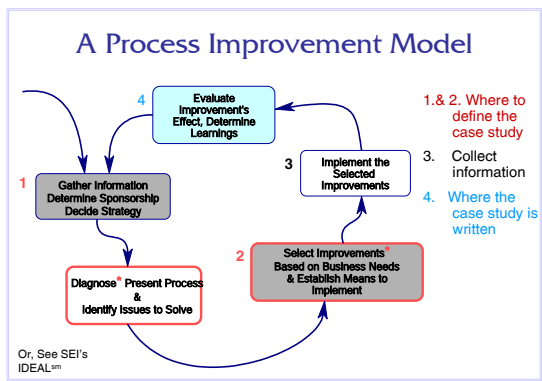 A Process Improvement Model
4
Evaluate
Improvement's
Effect, Determine
Learnings
1
Gather Information
Determine Sponsorship
Decide Strategy
3
Implement the
Selected
Improvements
2
Select Improvements*
Based on Business Needs
& Establish Means to
Implement
Diagnose* Present Process
&
Identify Issues to Solve
1.& 2. Where to
define the
case study
3. Collect
information
4. Where the
case study is
written
Or, See SEI's
IDEALsm